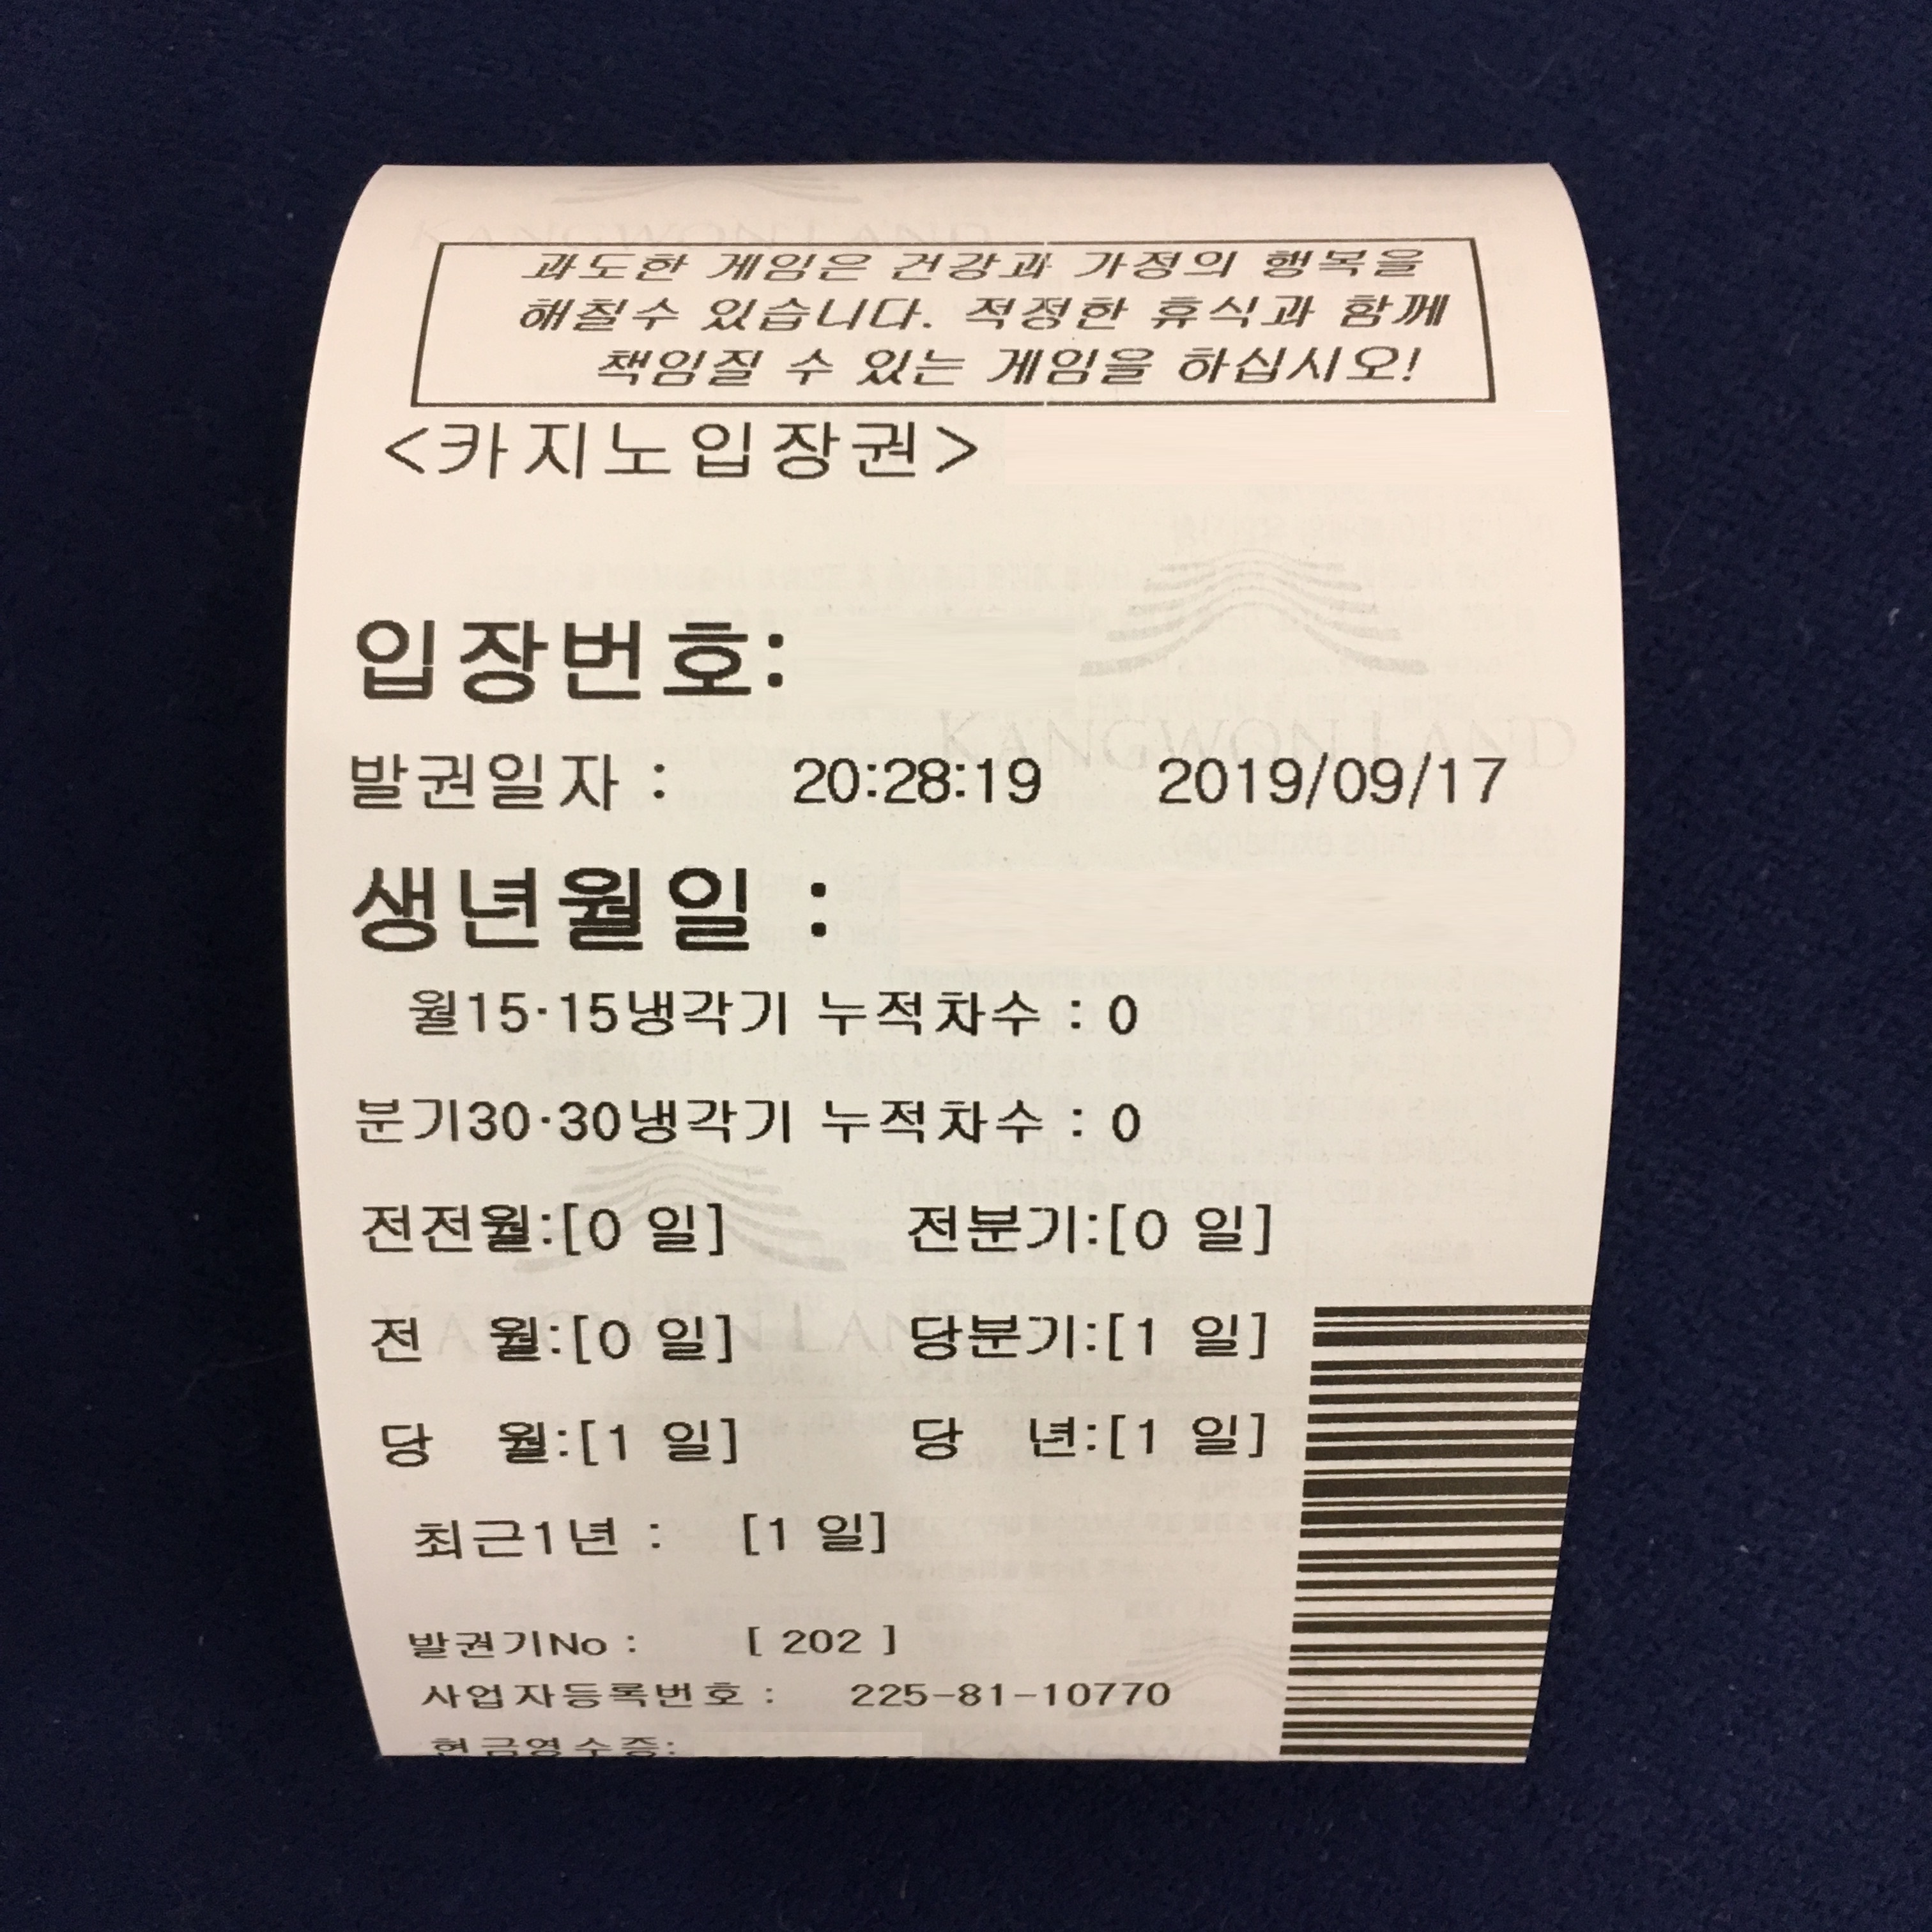 과도한 게임은 건강과 가정의 행복을
해칠수 있습니다. 적정한 휴식과 함께
책임질 수 있는 게임을 하십시오!
<카지노입장권>
입장번호:
발권일자 : 20:28:19 2019/09/17
생년월일 :
월15·15냉각기 누적차수 : 0
분기30·30냉각기 누적차수 : 0
전전월:[0 일] 전분기:[0 일]
전 월:[0 일] 당분기:[1 일]
당 월:[1 일] 당 년:[1 일]
최근1년 : [1 일]
발권기No : [ 202 ]
사업자등록번호 : 225-81-10770
현금영수증:
KANGWON LAND